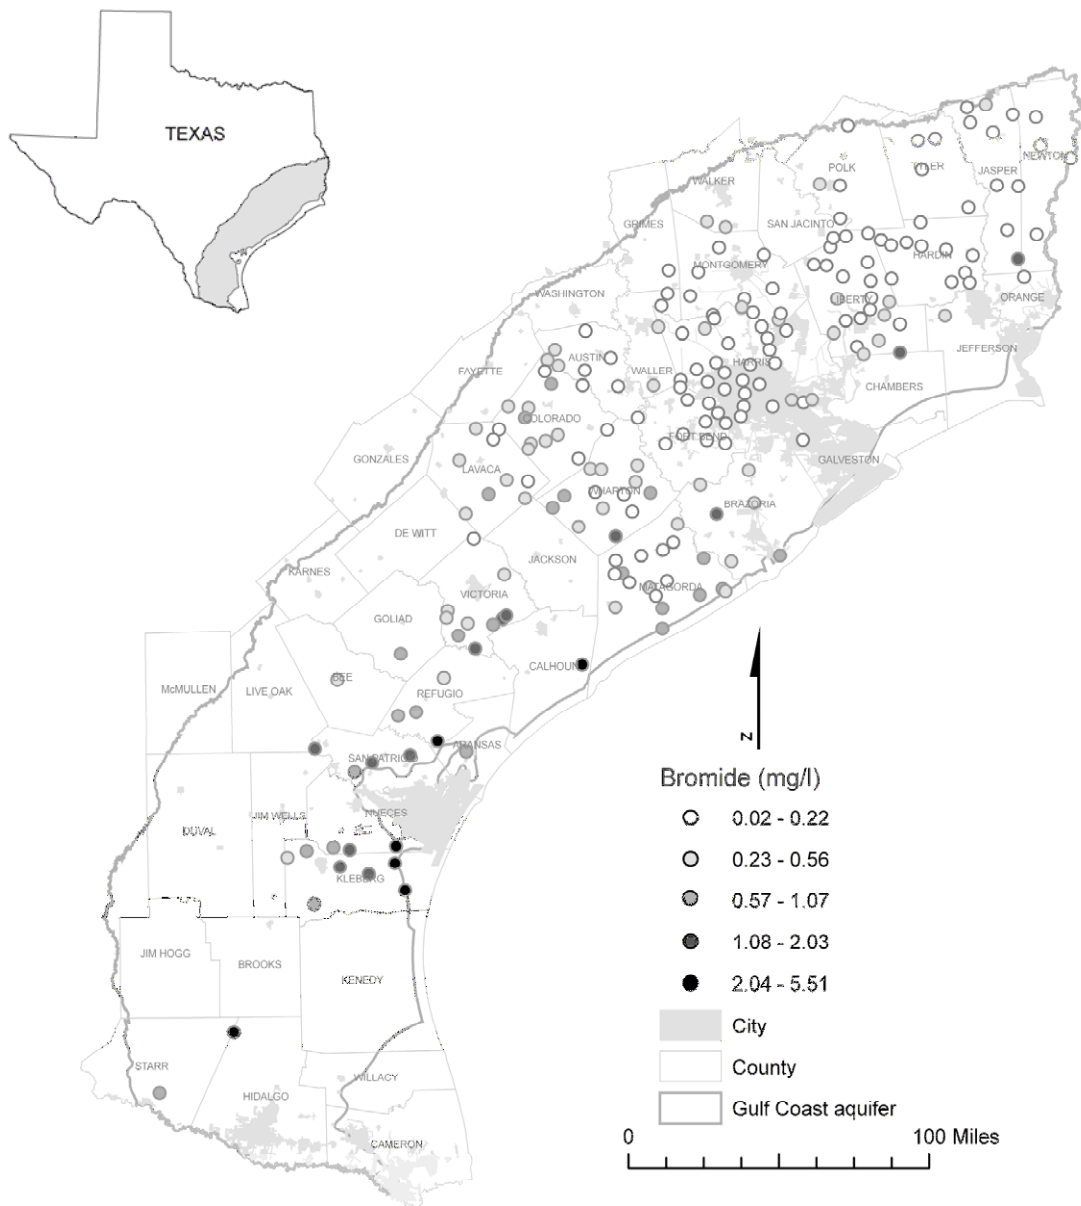 TEXAS
NEWTON
POLK
TYLER
JASPER
WALKER
GRIMES
SAN JACINTO
HARDIN
MONTGOMERY
WASHINGTON
LIBERTY
ORANGE
JEFFERSON
AUSTIN
HARRIS
FAYETTE
WALLER
CHAMBERS
COLORADO
FORT BEND
GONZALES
LAVACA
GALVESTON
WHARTON
BRAZORIA
DE WITT
JACKSON
KARNES
MATAGORDA
VICTORIA
GOLIAD
CALHOUN
McMULLEN
LIVE OAK
BEE
REFUGIO
SAN PATRICIO
ARANSAS
JIM WELLS
NUECES
DUVAL
KLEBERG
JIM HOGG
BROOKS
KENEDY
STARR
WILLACY
HIDALGO
CAMERON
N
Bromide (mg/l)
0.02 - 0.22
0.23 - 0.56
0.57 - 1.07
1.08 - 2.03
2.04 - 5.51
City
County
Gulf Coast aquifer
0 100 Miles